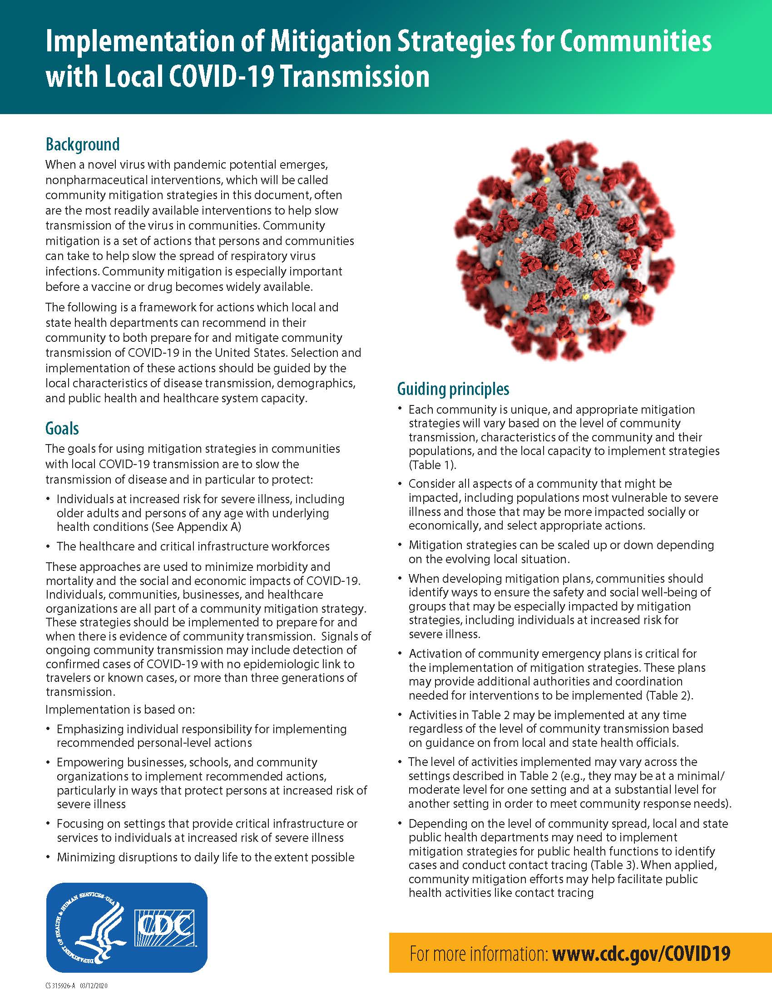 Implementation of Mitigation Strategies for Communities
with Local COVID-19 Transmission
Background
When a novel virus with pandemic potential emerges,
nonpharmaceutical interventions, which will be called
community mitigation strategies in this document, often
are the most readily available interventions to help slow
transmission of the virus in communities. Community
mitigation is a set of actions that persons and communities
can take to help slow the spread of respiratory virus
infections. Community mitigation is especially important
before a vaccine or drug becomes widely available.
The following is a framework for actions which local and
state health departments can recommend in their
community to both prepare for and mitigate community
transmission of COVID-19 in the United States. Selection and
implementation of these actions should be guided by the
local characteristics of disease transmission, demographics,
and public health and healthcare system capacity.
Goals
The goals for using mitigation strategies in communities
with local COVID-19 transmission are to slow the
transmission of disease and in particular to protect:
• Individuals at increased risk for severe illness, including
older adults and persons of any age with underlying
health conditions (See Appendix A)
• The healthcare and critical infrastructure workforces
These approaches are used to minimize morbidity and
mortality and the social and economic impacts of COVID-19.
Individuals, communities, businesses, and healthcare
organizations are all part of a community mitigation strategy.
These strategies should be implemented to prepare for and
when there is evidence of community transmission.  Signals of
ongoing community transmission may include detection of
confirmed cases of COVID-19 with no epidemiologic link to
travelers or known cases, or more than three generations of
transmission.
Implementation is based on:
• Emphasizing individual responsibility for implementing
recommended personal-level actions
• Empowering businesses, schools, and community
organizations to implement recommended actions,
particularly in ways that protect persons at increased risk of
severe illness
• Focusing on settings that provide critical infrastructure or
services to individuals at increased risk of severe illness
• Minimizing disruptions to daily life to the extent possible
DEPARTMENT OF HEALTH & HUMAN SERVICES·USA
CDC
CS 315926-A 03/12/2020
Guiding principles
• Each community is unique, and appropriate mitigation
strategies will vary based on the level of community
transmission, characteristics of the community and their
populations, and the local capacity to implement strategies
(Table 1).
• Consider all aspects of a community that might be
impacted, including populations most vulnerable to severe
illness and those that may be more impacted socially or
economically, and select appropriate actions.
• Mitigation strategies can be scaled up or down depending
on the evolving local situation.
• When developing mitigation plans, communities should
identify ways to ensure the safety and social well-being of
groups that may be especially impacted by mitigation
strategies, including individuals at increased risk for
severe illness.
• Activation of community emergency plans is critical for
the implementation of mitigation strategies. These plans
may provide additional authorities and coordination
needed for interventions to be implemented (Table 2).
• Activities in Table 2 may be implemented at any time
regardless of the level of community transmission based
on guidance on from local and state health officials.
• The level of activities implemented may vary across the
settings described in Table 2 (e.g., they may be at a minimal/
moderate level for one setting and at a substantial level for
another setting in order to meet community response needs).
• Depending on the level of community spread, local and state
public health departments may need to implement
mitigation strategies for public health functions to identify
cases and conduct contact tracing (Table 3). When applied,
community mitigation efforts may help facilitate public
health activities like contact tracing
For more information: www.cdc.gov/COVID19